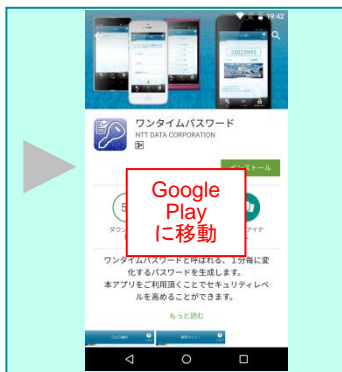 19:42
32023995
ワンタイムパスワード
NTT DATA CORPORATION
3+
インストール
Google
Play
に移動
ワンタイムパスワードと呼ばれる、1分毎に変
化するパスワードを生成します。
本アプリをご利用頂くことでセキュリティレベ
ルを高めることができます。
もっと読む